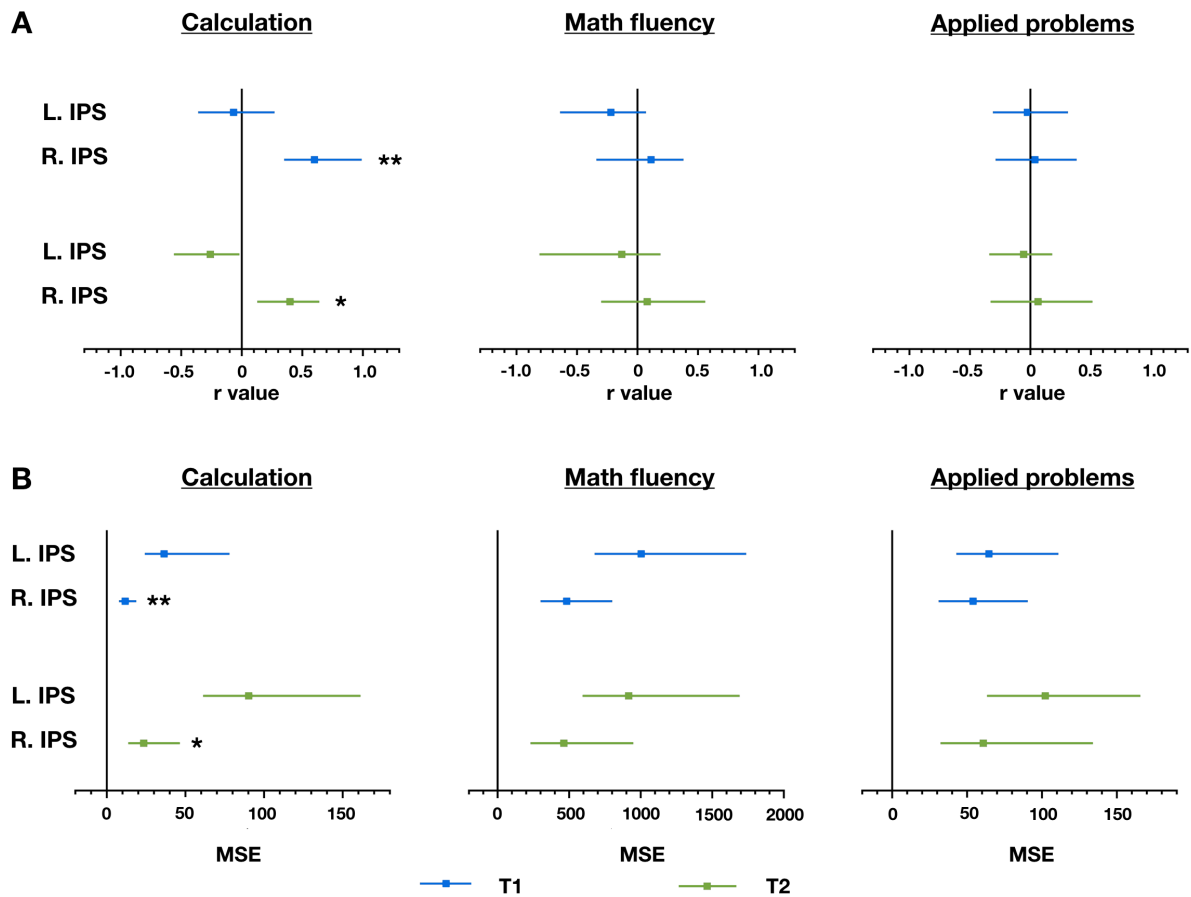 A
Calculation Math fluency Applied problems
L. IPS
R. IPS **
L. IPS
R. IPS *
-1.0 -0.5 0 0.5 1.0 -1.0 -0.5 0 0.5 1.0 -1.0 -0.5 0 0.5 1.0
r value r value r value
B
Calculation Math fluency Applied problems
L. IPS
R. IPS **
L. IPS
R. IPS *
0 50 100 150 0 500 1000 1500 2000 0 50 100 150
MSE MSE MSE
T1 T2